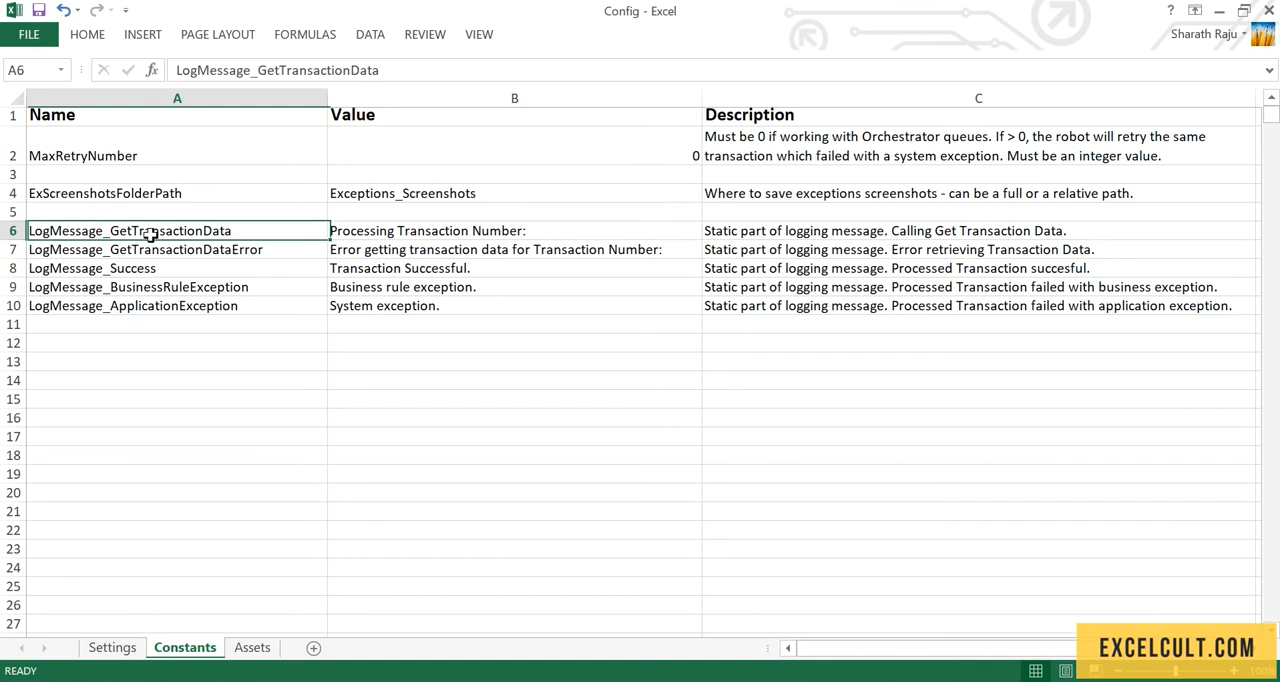 Config - Excel
?
FILE HOME INSERT PAGE LAYOUT FORMULAS DATA REVIEW VIEW
Sharath Raju
A6 fx LogMessage_GetTransactionData
A B C
1 Name Value Description
Must be 0 if working with Orchestrator queues. If > 0, the robot will retry the same
2 MaxRetryNumber 0 transaction which failed with a system exception. Must be an integer value.
3
4 ExScreenshotsFolderPath Exceptions_Screenshots Where to save exceptions screenshots - can be a full or a relative path.
5
6 LogMessage_GetTransactionData Processing Transaction Number: Static part of logging message. Calling Get Transaction Data.
7 LogMessage_GetTransactionDataError Error getting transaction data for Transaction Number: Static part of logging message. Error retrieving Transaction Data.
8 LogMessage_Success Transaction Successful. Static part of logging message. Processed Transaction succesful.
9 LogMessage_BusinessRuleException Business rule exception. Static part of logging message. Processed Transaction failed with business exception.
10 LogMessage_ApplicationException System exception. Static part of logging message. Processed Transaction failed with application exception.
11
12
13
14
15
16
17
18
19
20
21
22
23
24
25
26
27
Settings Constants Assets
EXCELCULT.COM
READY
100%